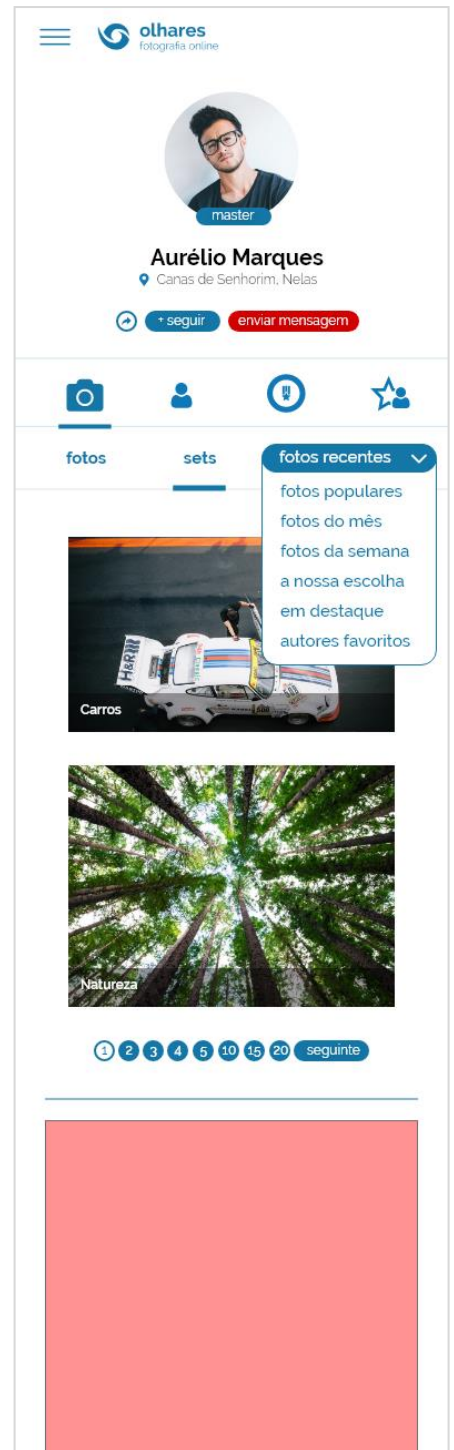 olhares
fotografia online
master
Aurélio Marques
Canas de Senhorim, Nelas
+ seguir enviar mensagem
fotos sets fotos recentes
fotos populares
fotos do mês
fotos da semana
a nossa escolha
em destaque
autores favoritos
H&R
Carros
Natureza
1 2 3 4 5 10 15 20 seguinte